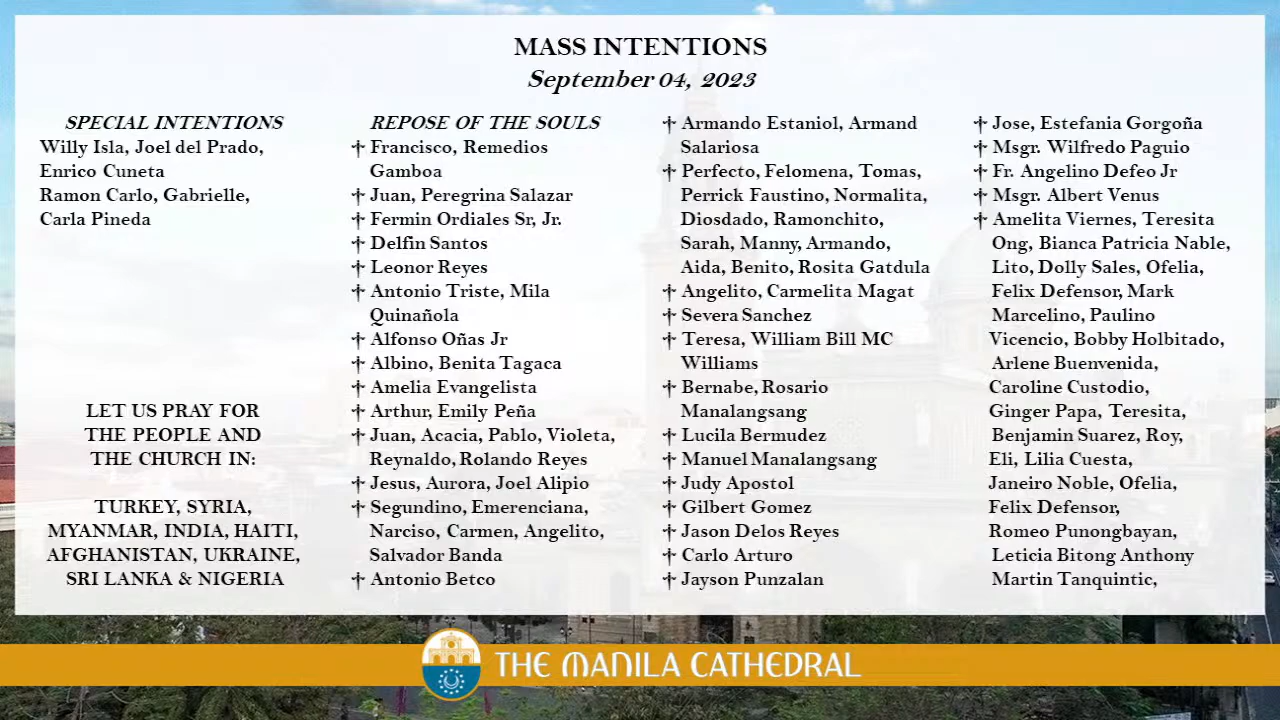 MASS INTENTIONS
September 04, 2023
SPECIAL INTENTIONS
Willy Isla, Joel del Prado,
Enrico Cuneta
Ramon Carlo, Gabrielle,
Carla Pineda
LET US PRAY FOR
THE PEOPLE AND
THE CHURCH IN:
TURKEY, SYRIA,
MYANMAR, INDIA, HAITI,
AFGHANISTAN, UKRAINE,
SRI LANKA & NIGERIA
REPOSE OF THE SOULS
✝ Francisco, Remedios
Gamboa
✝ Juan, Peregrina Salazar
✝ Fermin Ordiales Sr, Jr.
✝ Delfin Santos
✝ Leonor Reyes
✝ Antonio Triste, Mila
Quinañola
✝ Alfonso Oñas Jr
✝ Albino, Benita Tagaca
✝ Amelia Evangelista
✝ Arthur, Emily Peña
✝ Juan, Acacia, Pablo, Violeta,
Reynaldo, Rolando Reyes
✝ Jesus, Aurora, Joel Alipio
✝ Segundino, Emerenciana,
Narciso, Carmen, Angelito,
Salvador Banda
✝ Antonio Betco
✝ Armando Estaniol, Armand
Salariosa
✝ Perfecto, Felomena, Tomas,
Perrick Faustino, Normalita,
Diosdado, Ramonchito,
Sarah, Manny, Armando,
Aida, Benito, Rosita Gatdula
✝ Angelito, Carmelita Magat
✝ Severa Sanchez
✝ Teresa, William Bill MC
Williams
✝ Bernabe, Rosario
Manalangsang
✝ Lucila Bermudez
✝ Manuel Manalangsang
✝ Judy Apostol
✝ Gilbert Gomez
✝ Jason Delos Reyes
✝ Carlo Arturo
✝ Jayson Punzalan
✝ Jose, Estefania Gorgoña
✝ Msgr. Wilfredo Paguio
✝ Fr. Angelino Defeo Jr
✝ Msgr. Albert Venus
✝ Amelita Viernes, Teresita
Ong, Bianca Patricia Nable,
Lito, Dolly Sales, Ofelia,
Felix Defensor, Mark
Marcelino, Paulino
Vicencio, Bobby Holbitado,
Arlene Buenvenida,
Caroline Custodio,
Ginger Papa, Teresita,
Benjamin Suarez, Roy,
Eli, Lilia Cuesta,
Janeiro Noble, Ofelia,
Felix Defensor,
Romeo Punongbayan,
Leticia Bitong Anthony
Martin Tanquintic,
THE MANILA CATHEDRAL